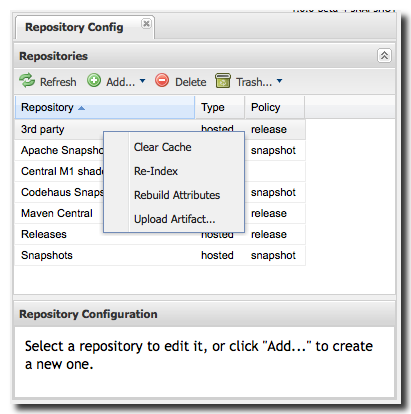 Repository Config
Repositories
Refresh Add... Delete Trash...
Repository Type Policy
3rd party hosted release
Apache Snapsho snapshot
Clear Cache
Central M1 shado
Re-Index
Codehaus Snaps snapshot
Rebuild Attributes
Maven Central release
Upload Artifact...
Releases hosted release
Snapshots hosted snapshot
Repository Configuration
Select a repository to edit it, or click "Add..." to create
a new one.